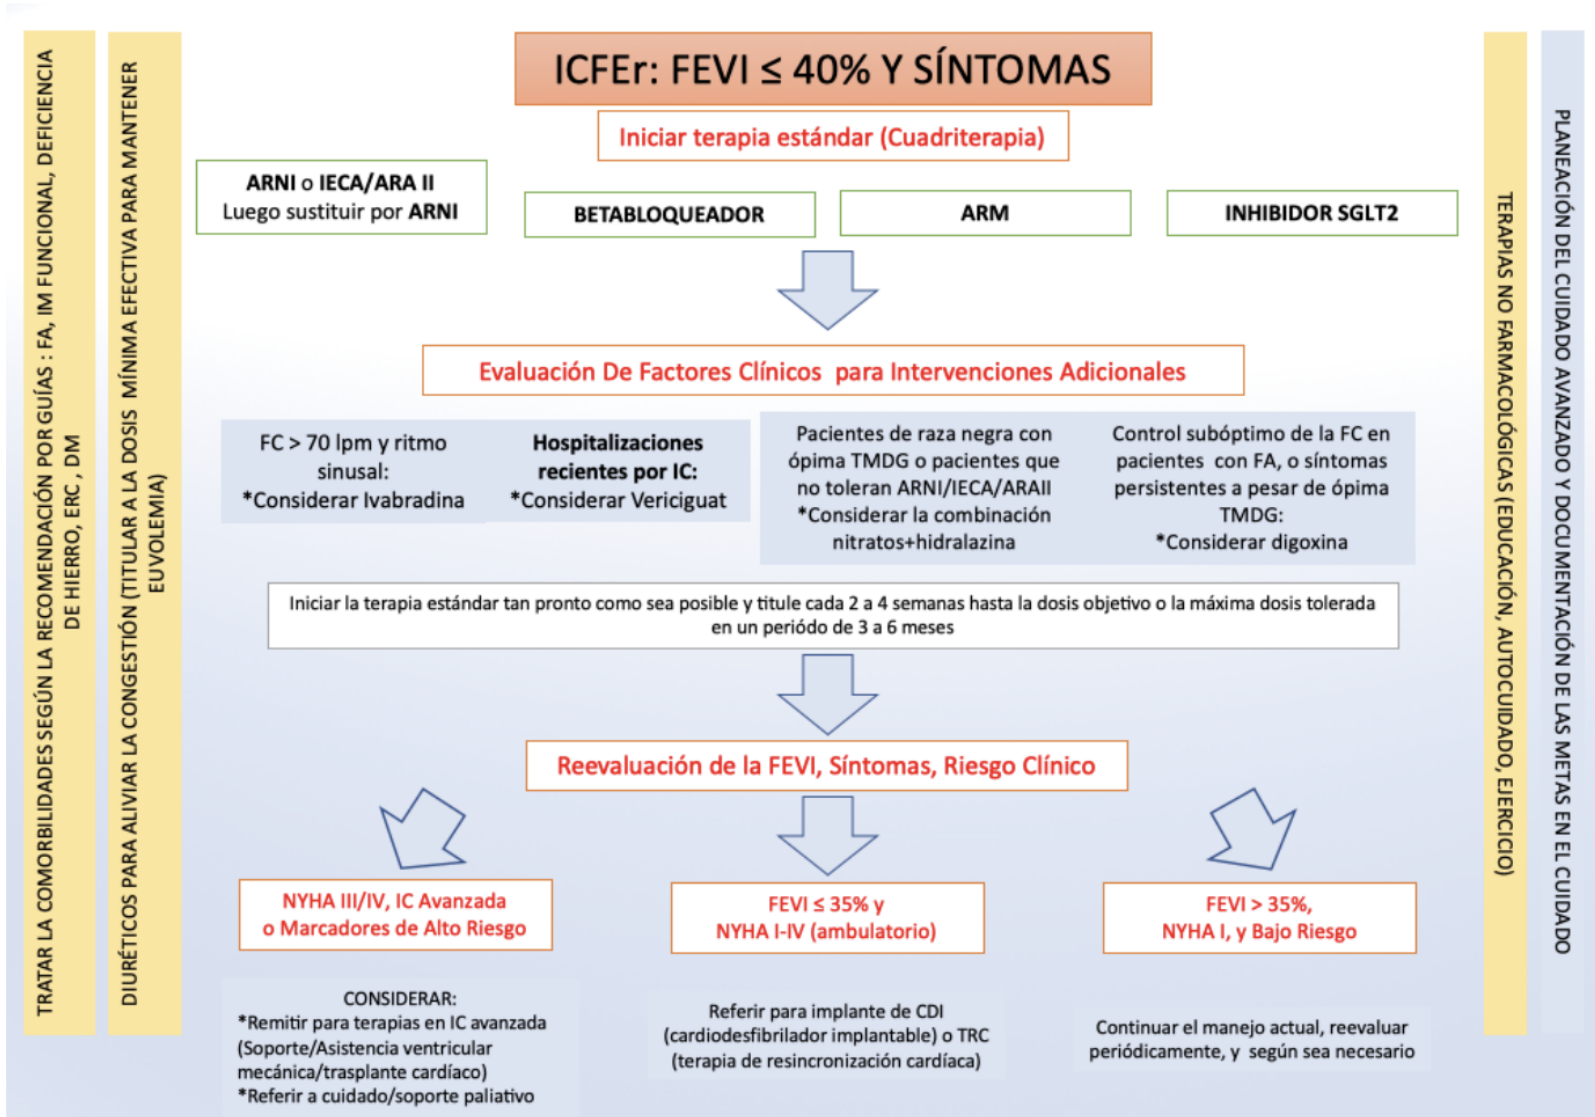 TRATAR LA COMORBILIDADES SEGÚN LA RECOMENDACIÓN POR GUÍAS : FA, IM FUNCIONAL, DEFICIENCIA
DE HIERRO, ERC , DM
DIURÉTICOS PARA ALIVIAR LA CONGESTIÓN (TITULAR A LA DOSIS MÍNIMA EFECTIVA PARA MANTENER
EUVOLEMIA)
ICFEr: FEVI ≤ 40% Y SÍNTOMAS
Iniciar terapia estándar (Cuadriterapia)
ARNI o IECA/ARA II
Luego sustituir por ARNI
BETABLOQUEADOR
ARM
INHIBIDOR SGLT2
Evaluación De Factores Clínicos para Intervenciones Adicionales
FC > 70 lpm y ritmo
sinusal:
*Considerar Ivabradina
Hospitalizaciones
recientes por IC:
*Considerar Vericiguat
Pacientes de raza negra con
ópima TMDG o pacientes que
no toleran ARNI/IECA/ARAII
*Considerar la combinación
nitratos+hidralazina
Control subóptimo de la FC en
pacientes con FA, o síntomas
persistentes a pesar de ópima
TMDG:
*Considerar digoxina
Iniciar la terapia estándar tan pronto como sea posible y titule cada 2 a 4 semanas hasta la dosis objetivo o la máxima dosis tolerada
en un periódo de 3 a 6 meses
Reevaluación de la FEVI, Síntomas, Riesgo Clínico
NYHA III/IV, IC Avanzada
o Marcadores de Alto Riesgo
FEVI ≤ 35% y
NYHA I-IV (ambulatorio)
FEVI > 35%,
NYHA I, y Bajo Riesgo
CONSIDERAR:
*Remitir para terapias en IC avanzada
(Soporte/Asistencia ventricular
mecánica/trasplante cardíaco)
*Referir a cuidado/soporte paliativo
Referir para implante de CDI
(cardiodesfibrilador implantable) o TRC
(terapia de resincronización cardíaca)
Continuar el manejo actual, reevaluar
periódicamente, y según sea necesario
TERAPIAS NO FARMACOLÓGICAS (EDUCACIÓN, AUTOCUIDADO, EJERCICIO)
PLANEACIÓN DEL CUIDADO AVANZADO Y DOCUMENTACIÓN DE LAS METAS EN EL CUIDADO